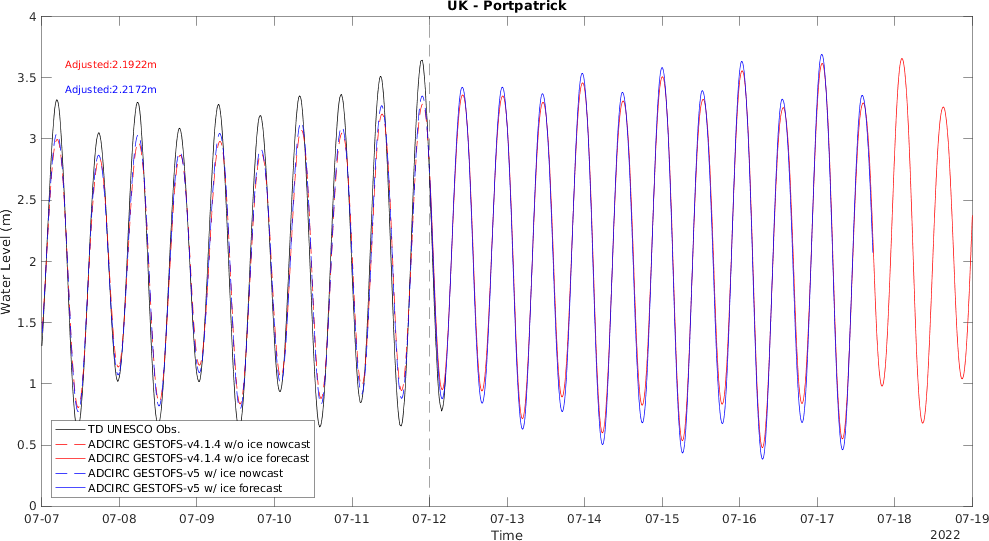 UK - Portpatrick
Water Level (m)
4
3.5
3
2.5
2
1.5
1
0.5
0
Adjusted:2.1922m
Adjusted:2.2172m
TD UNESCO Obs.
ADCIRC GESTOFS-v4.1.4 w/o ice nowcast
ADCIRC GESTOFS-v4.1.4 w/o ice forecast
ADCIRC GESTOFS-v5 w/ ice nowcast
ADCIRC GESTOFS-v5 w/ ice forecast
07-07 07-08 07-09 07-10 07-11 07-12 07-13 07-14 07-15 07-16 07-17 07-18 07-19
Time
2022